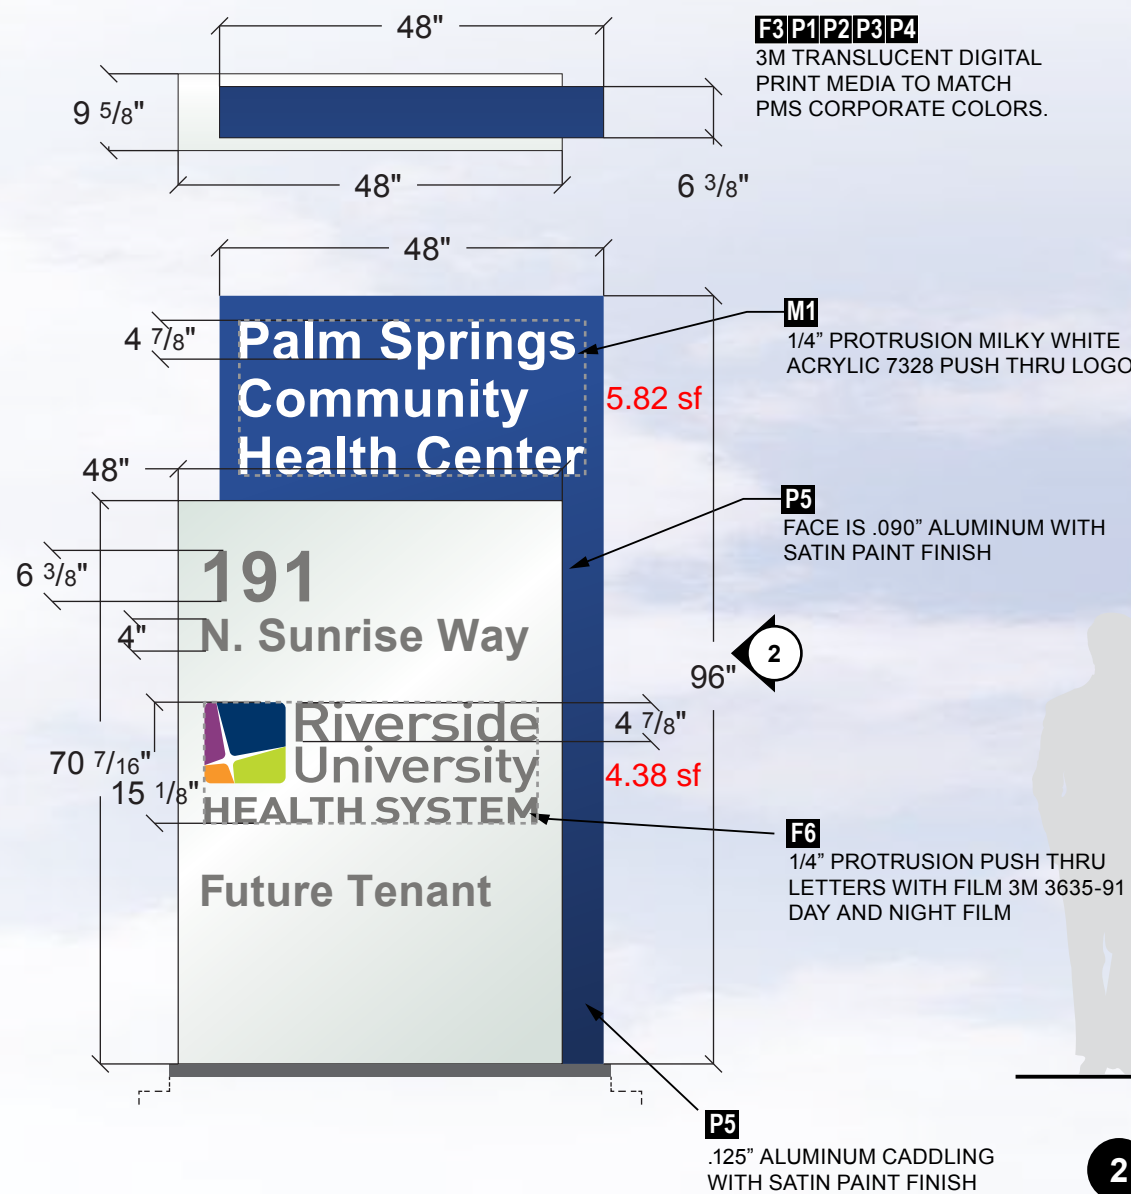 48"
F3 P1 P2 P3 P4
3M TRANSLUCENT DIGITAL
PRINT MEDIA TO MATCH
PMS CORPORATE COLORS.
9 5/8"
48"
6 3/8"
48"
4 7/8"
Palm Springs
Community
Health Center
5.82 sf
M1
1/4” PROTRUSION MILKY WHITE
ACRYLIC 7328 PUSH THRU LOGO
48"
P5
FACE IS .090” ALUMINUM WITH
SATIN PAINT FINISH
6 3/8"
191
4"
N. Sunrise Way
2
96"
70 7/16"
15 1/8"
Riverside
University
HEALTH SYSTEM
4 7/8"
4.38 sf
F6
1/4” PROTRUSION PUSH THRU
LETTERS WITH FILM 3M 3635-91
DAY AND NIGHT FILM
Future Tenant
P5
.125” ALUMINUM CADDLING
WITH SATIN PAINT FINISH
2